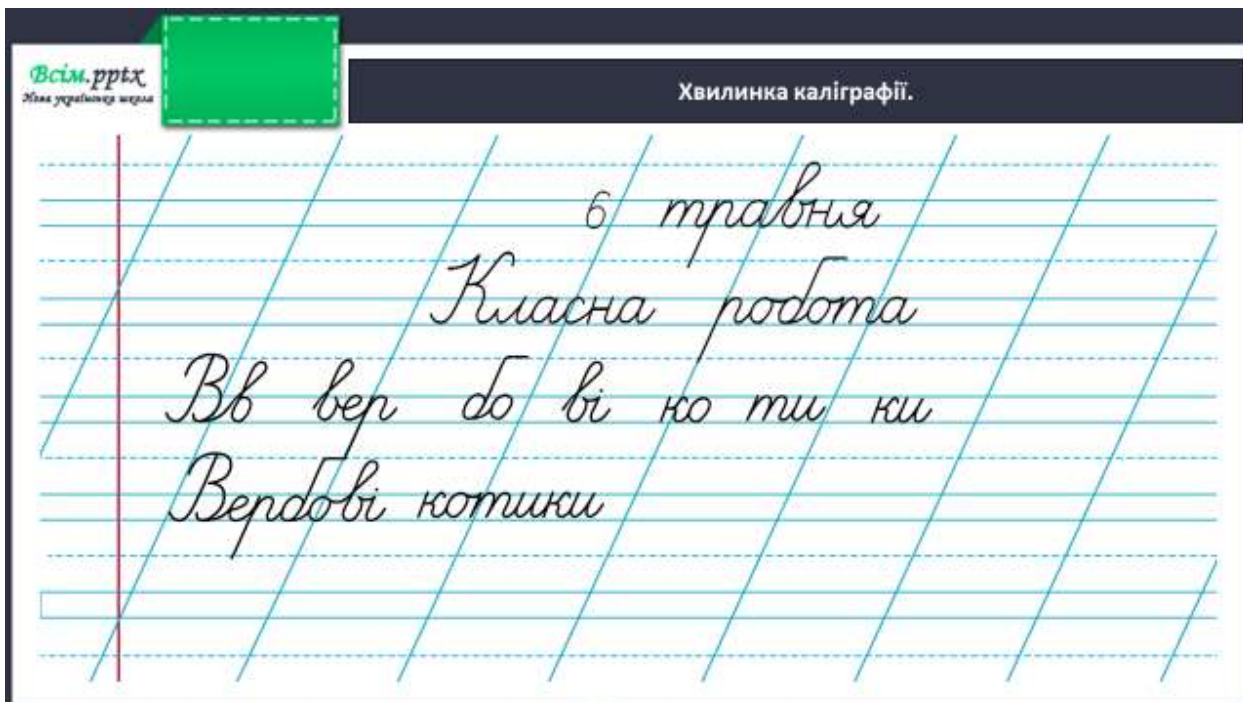 Всім.pptx
Нова українська школа
Хвилинка каліграфії.
6 травня
Класна робота
Вв вер бо ві ко ти ки
Вербові котики